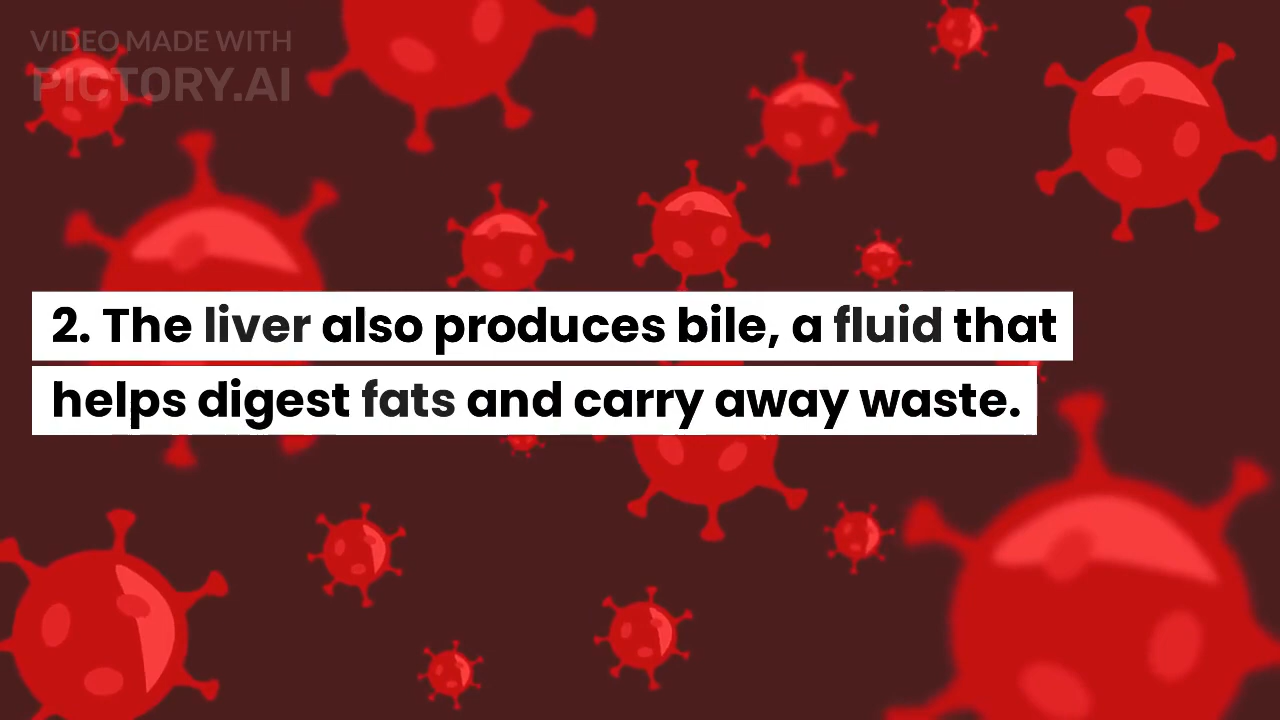 VIDEO MADE WITH
PICTORY.AI
2. The liver also produces bile, a fluid that
helps digest fats and carry away waste.